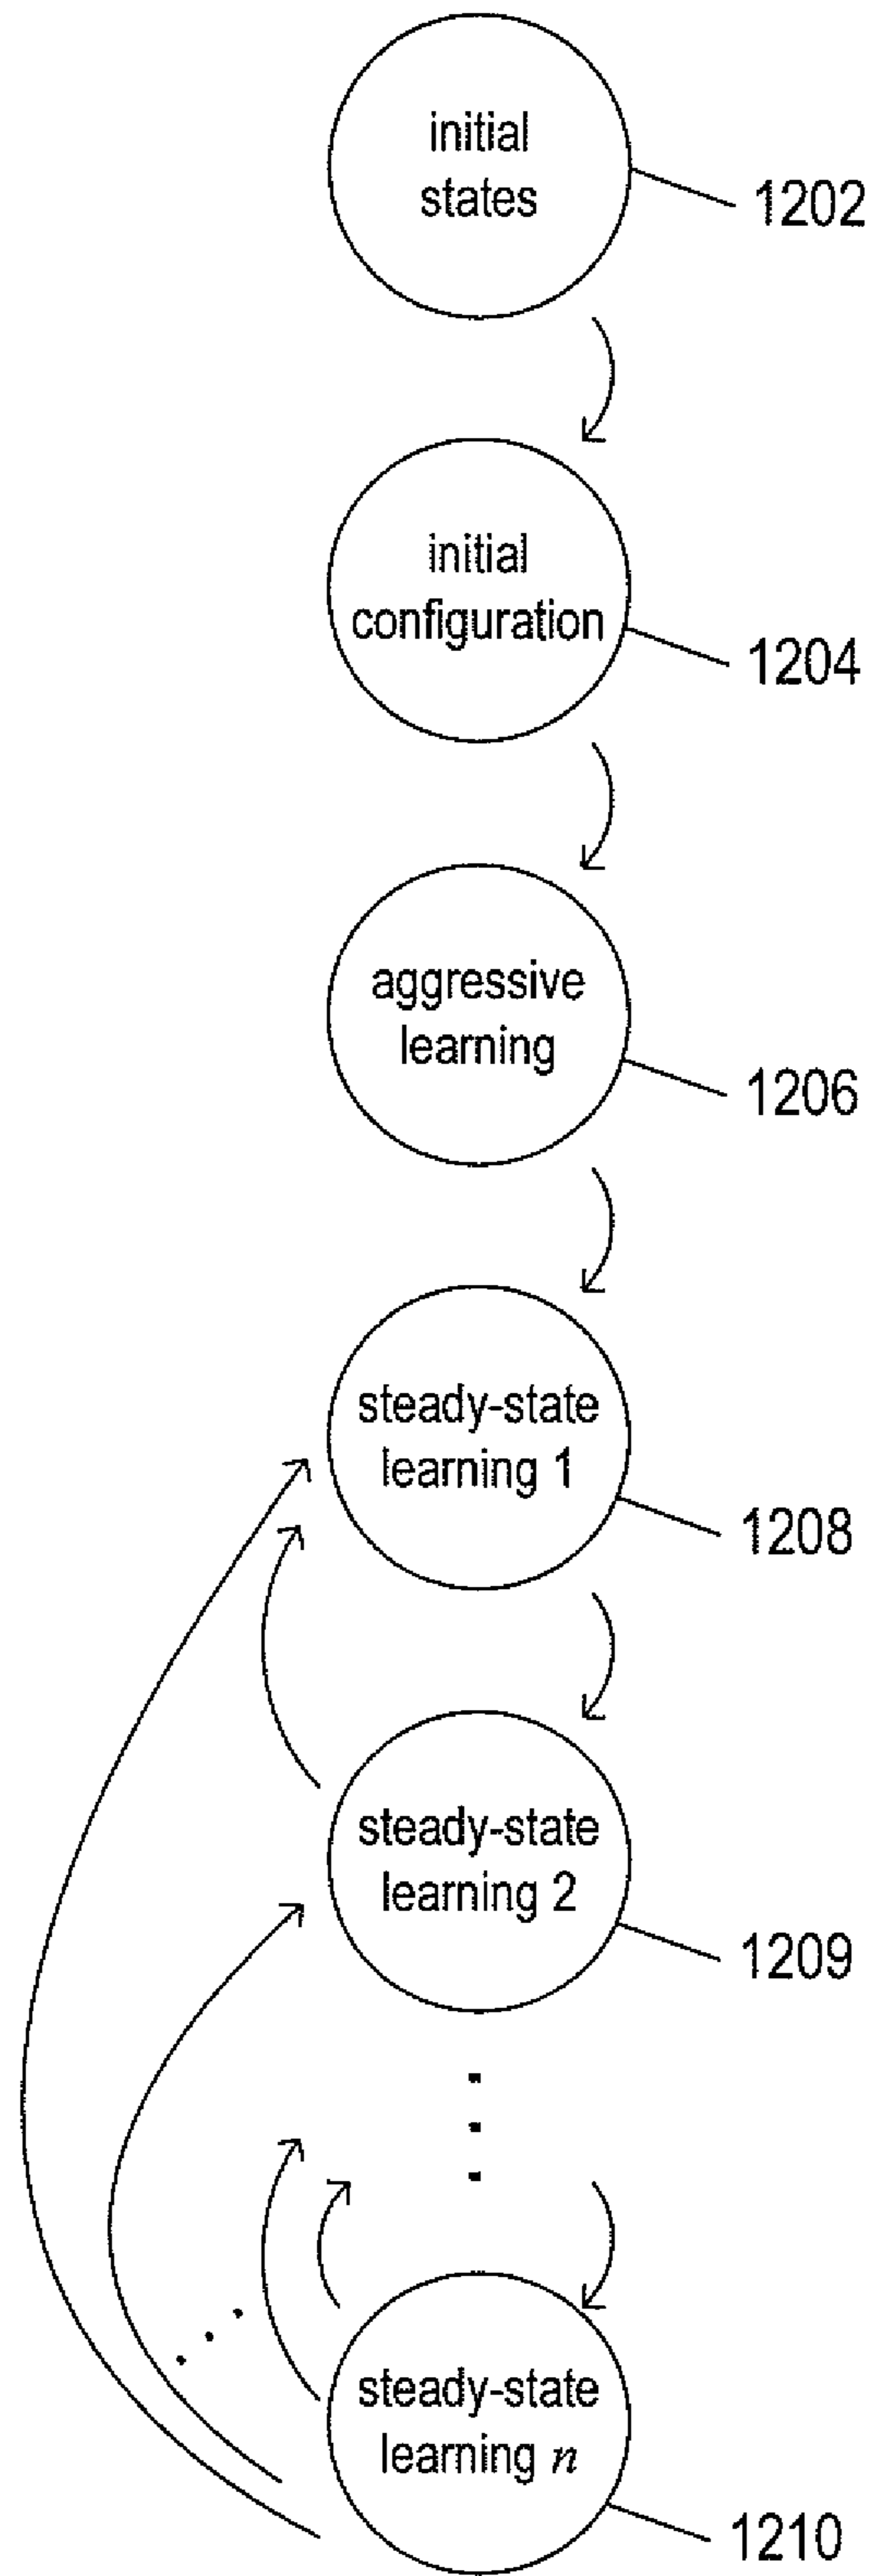 initial
states
1202
initial
configuration
1204
aggressive
learning
1206
steady-state
learning 1
1208
steady-state
learning 2
1209
steady-state
learning n
1210